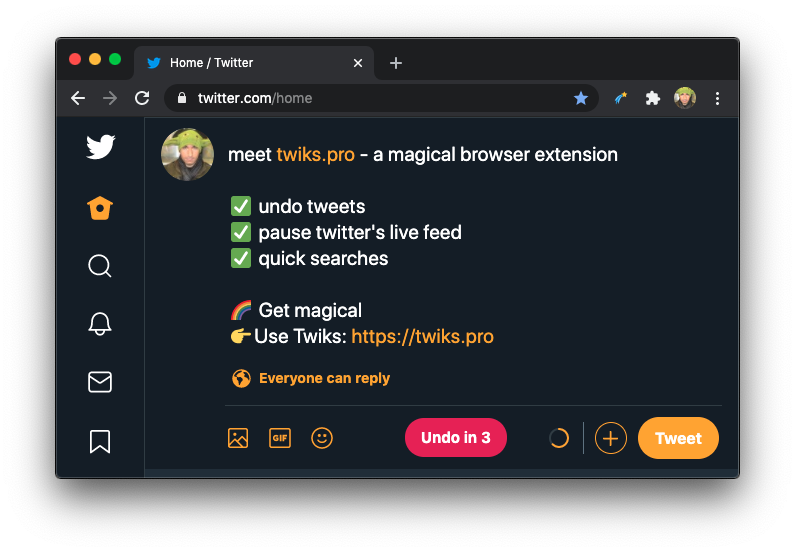 Home / Twitter
twitter.com/home
meet twiks.pro - a magical browser extension
✅ undo tweets
✅ pause twitter's live feed
✅ quick searches
🌈 Get magical
👉 Use Twiks: https://twiks.pro
Everyone can reply
GIF
Undo in 3
Tweet